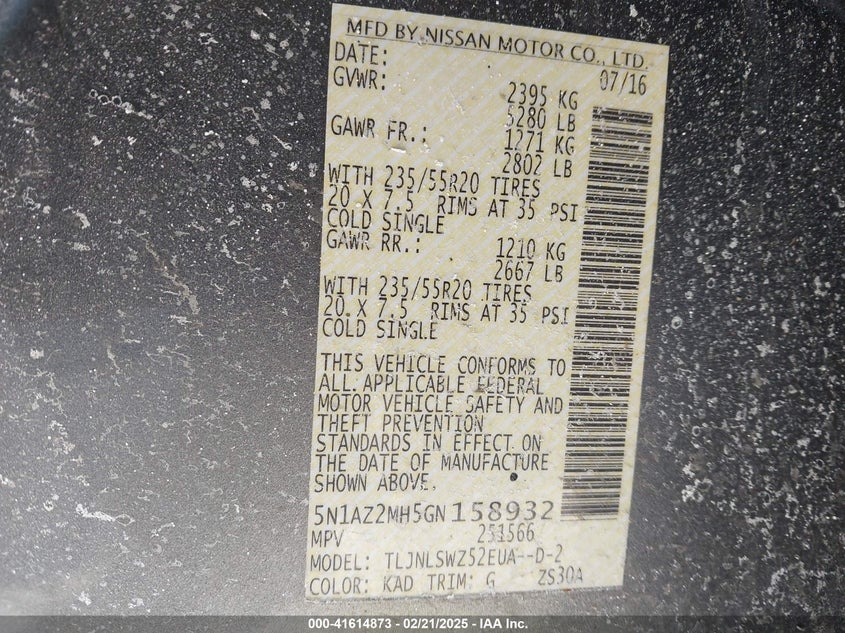 MFD BY NISSAN MOTOR CO., LTD.
DATE: 07/16
GVWR: 2395 KG
5280 LB
GAWR FR.: 1271 KG
2802 LB
WITH 235/55R20 TIRES
20 X 7.5 RIMS AT 35 PSI
COLD SINGLE
GAWR RR.: 1210 KG
2667 LB
WITH 235/55R20 TIRES
20 X 7.5 RIMS AT 35 PSI
COLD SINGLE
THIS VEHICLE CONFORMS TO
ALL APPLICABLE FEDERAL
MOTOR VEHICLE SAFETY AND
THEFT PREVENTION
STANDARDS IN EFFECT ON
THE DATE OF MANUFACTURE
SHOWN ABOVE.
5N1AZ2MH5GN158932
MPV 251566
MODEL: TLJNLSWZ52EUA--D-2
COLOR: KAD TRIM: G ZS30A
000-41614873 - 02/21/2025 - IAA Inc.